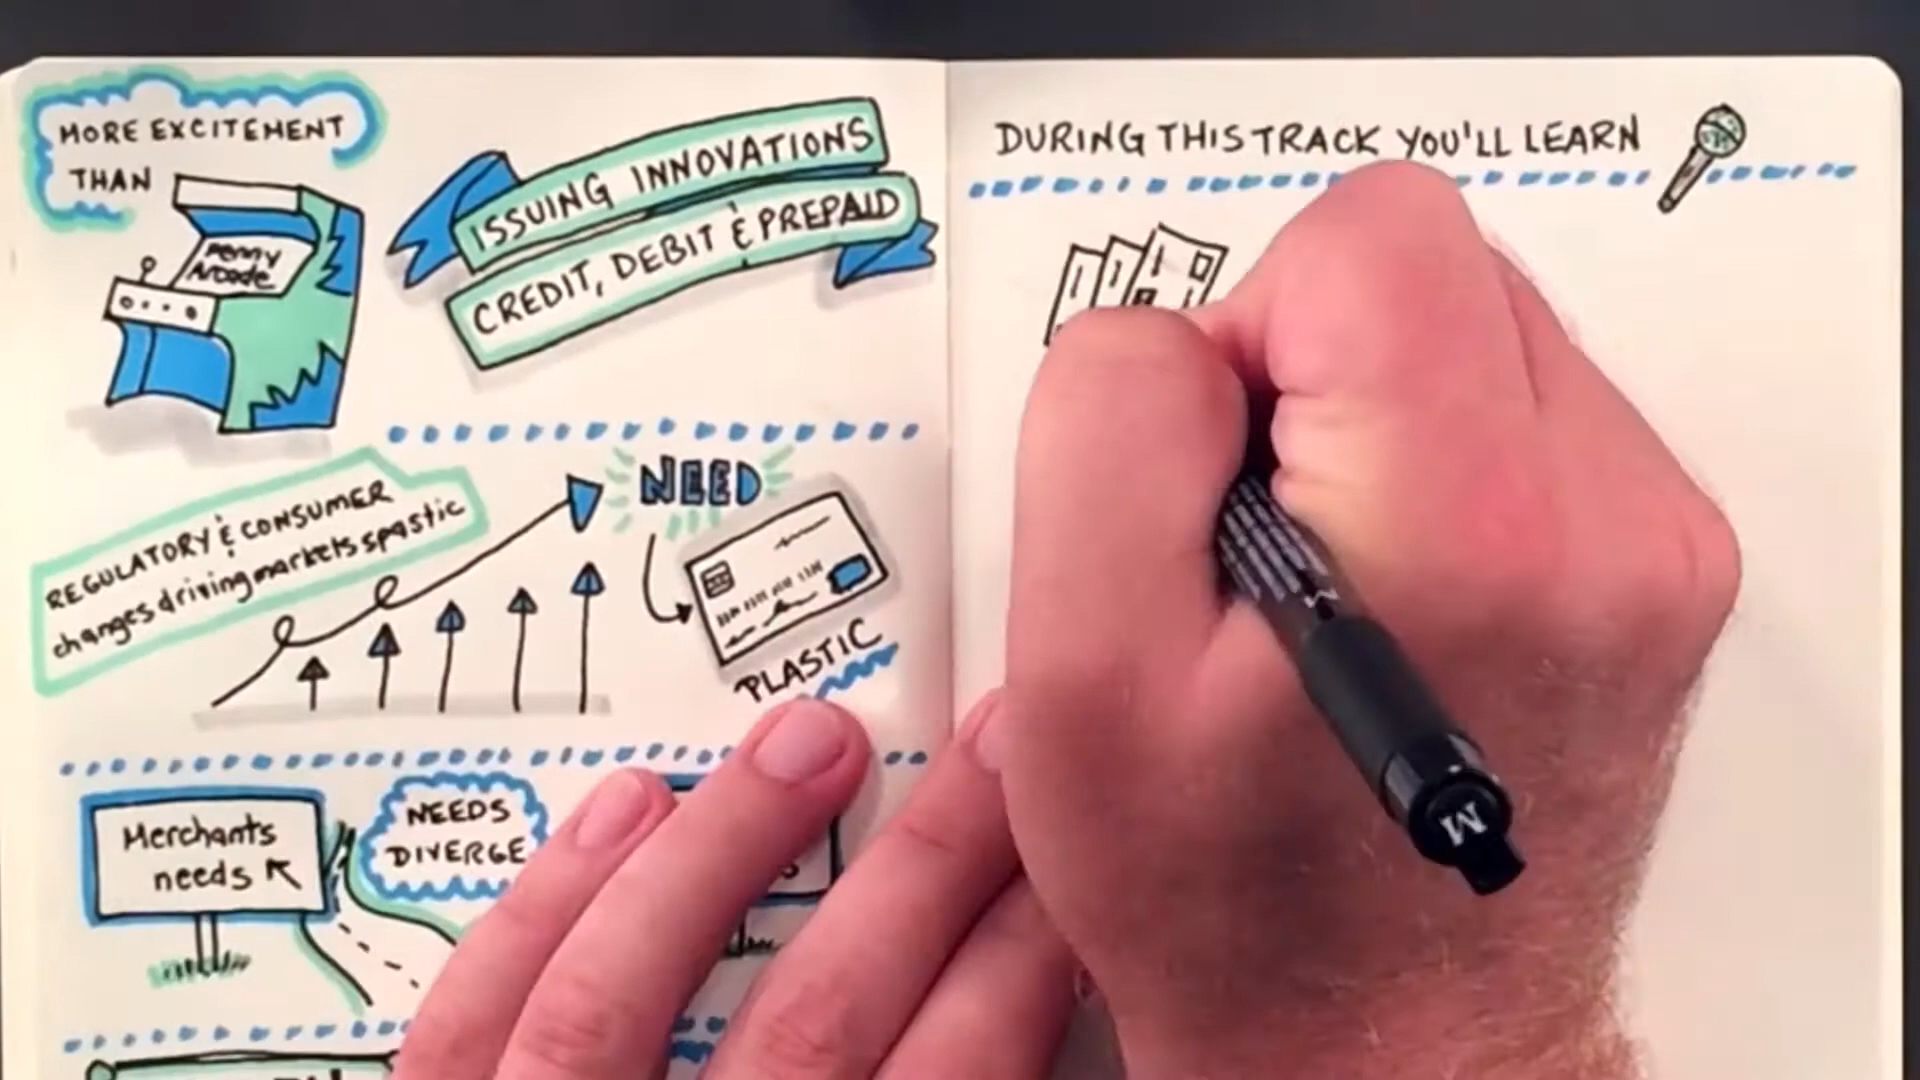 MORE EXCITEMENT
THAN
Penny
Arcade
ISSUING INNOVATIONS
CREDIT, DEBIT & PREPAID
REGULATORY & CONSUMER
changes driving markets spastic
NEED
PLASTIC
Merchants
needs
NEEDS
DIVERGE
DURING THIS TRACK YOU'LL LEARN
M